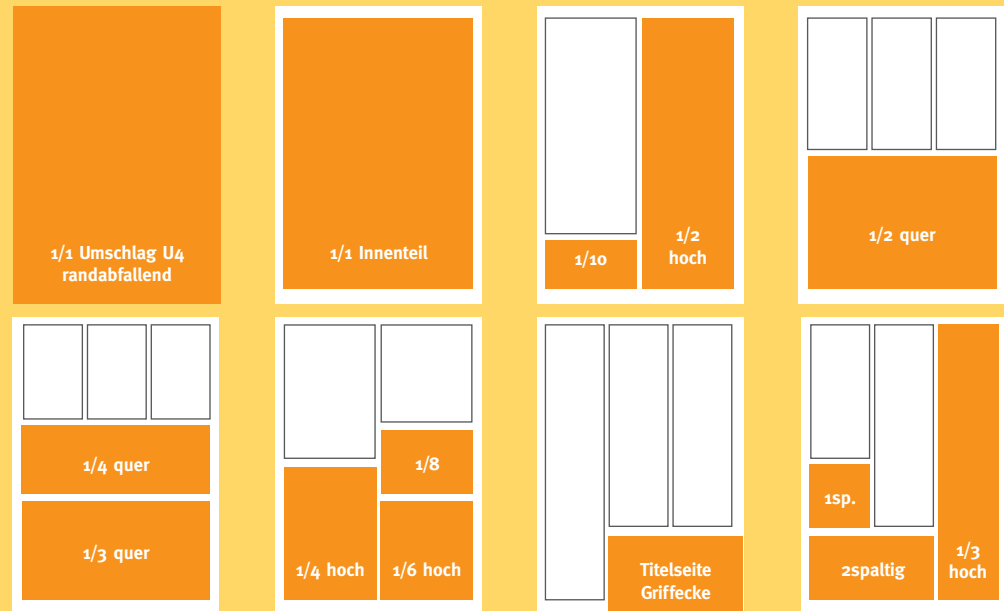 1/1 Umschlag U4
randabfallend
1/1 Innenteil
1/10
1/2
hoch
1/2 quer
1/4 quer
1/3 quer
1/4 hoch
1/8
1/6 hoch
Titelseite
Griffecke
1sp.
2spaltig
1/3
hoch